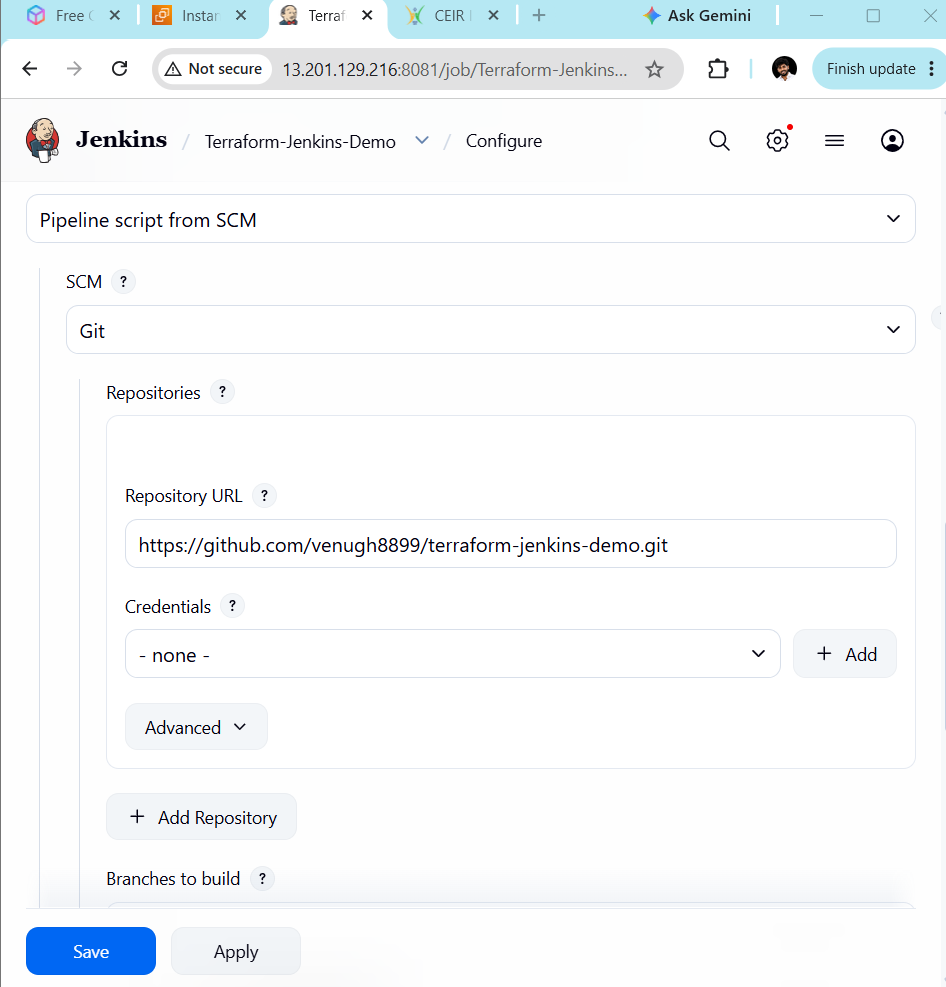 Free
Instan
Terraf
CEIR
Ask Gemini
Not secure
13.201.129.216:8081/job/Terraform-Jenkins...
Finish update
Jenkins / Terraform-Jenkins-Demo / Configure
Pipeline script from SCM
SCM ?
Git
Repositories ?
Repository URL ?
https://github.com/venugh8899/terraform-jenkins-demo.git
Credentials ?
- none -
+ Add
Advanced
+ Add Repository
Branches to build ?
Save
Apply